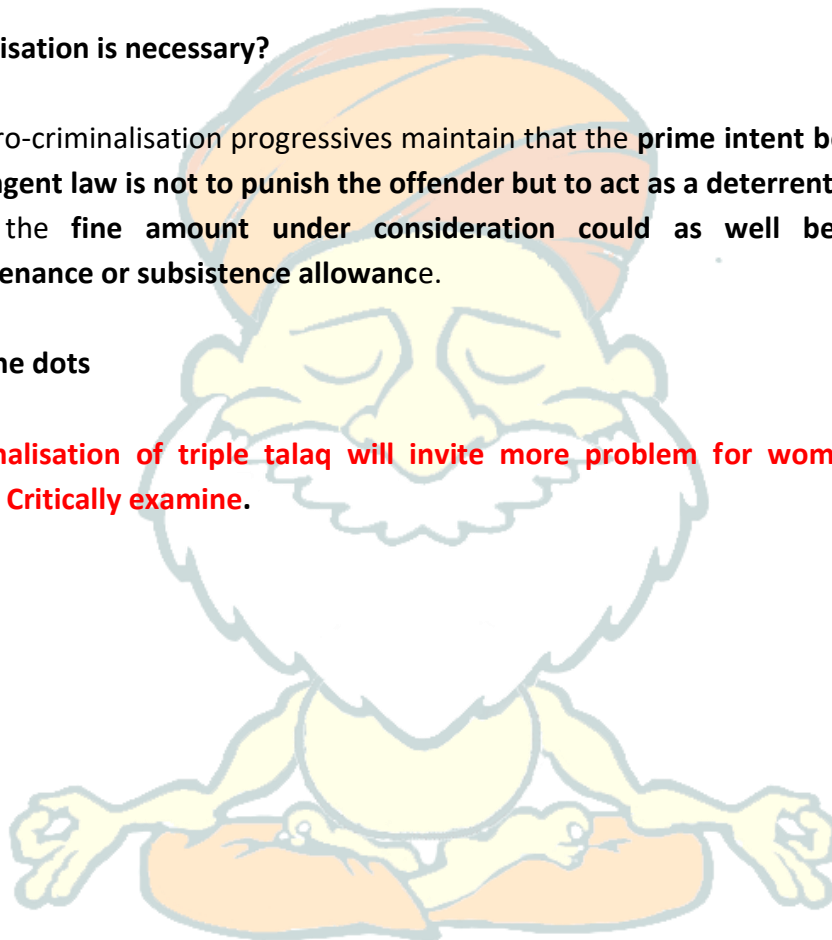 isation is necessary?
ro-criminalisation progressives maintain that the prime intent b
gent law is not to punish the offender but to act as a deterrent
the fine amount under consideration could as well be
enance or subsistence allowance.
ne dots
nalisation of triple talaq will invite more problem for wom
Critically examine.